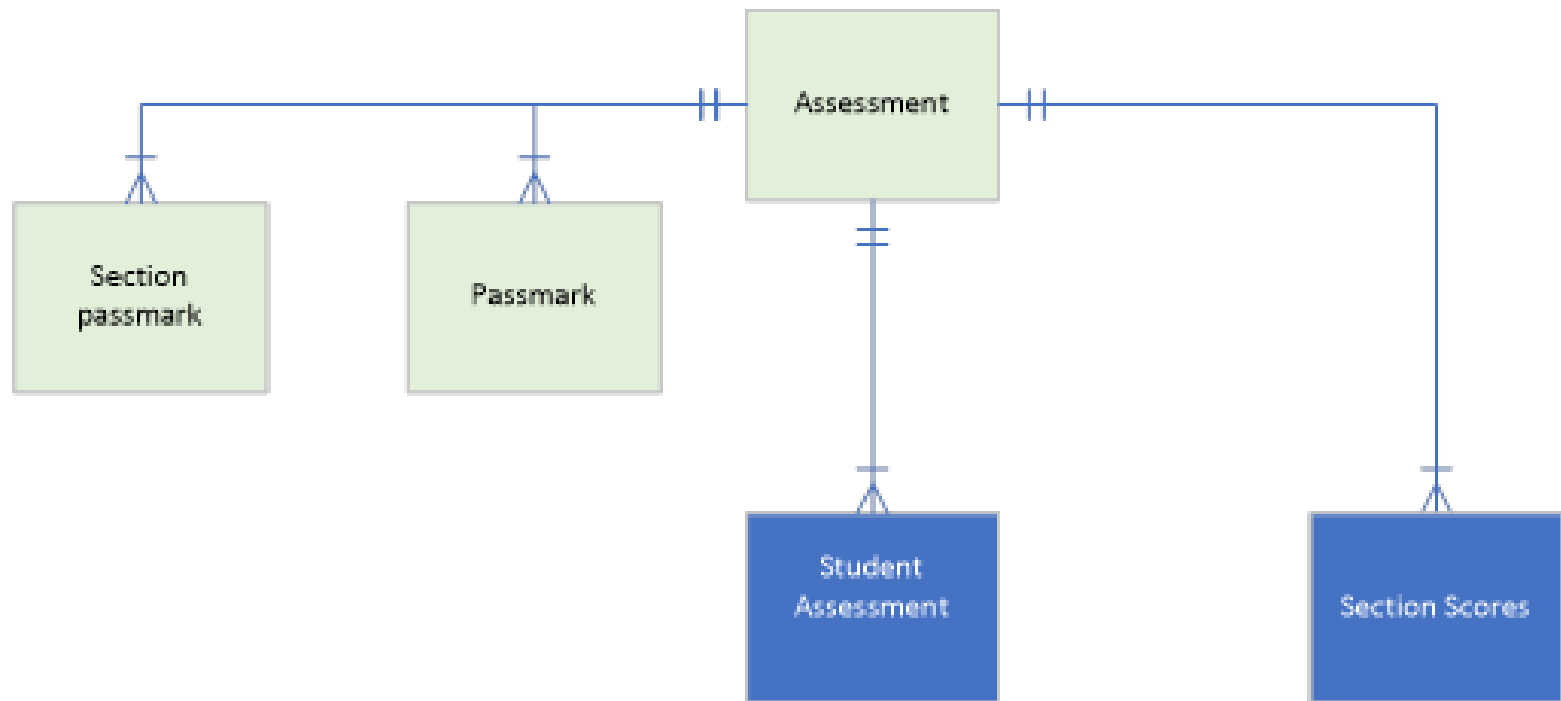 Assessment
Section
passmark
Passmark
Student
Assessment
Section Scores